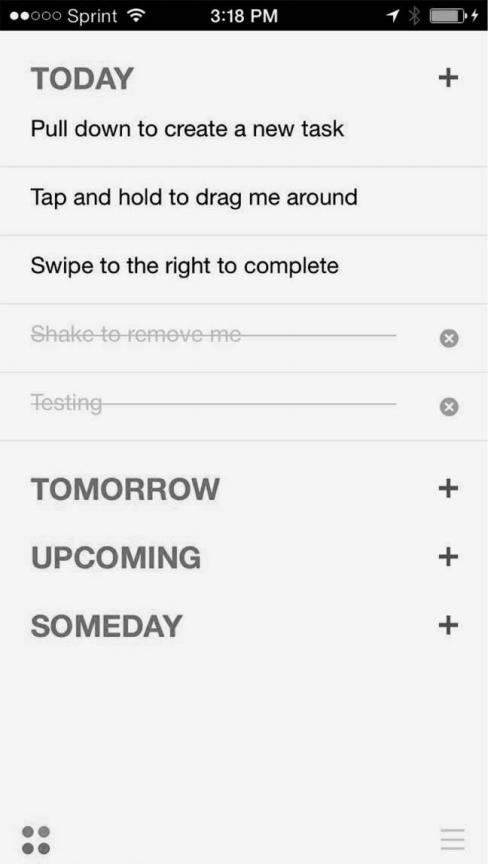 Sprint 3:18 PM
TODAY +
Pull down to create a new task
Tap and hold to drag me around
Swipe to the right to complete
Shake to remove me
Testing
TOMORROW +
UPCOMING +
SOMEDAY +